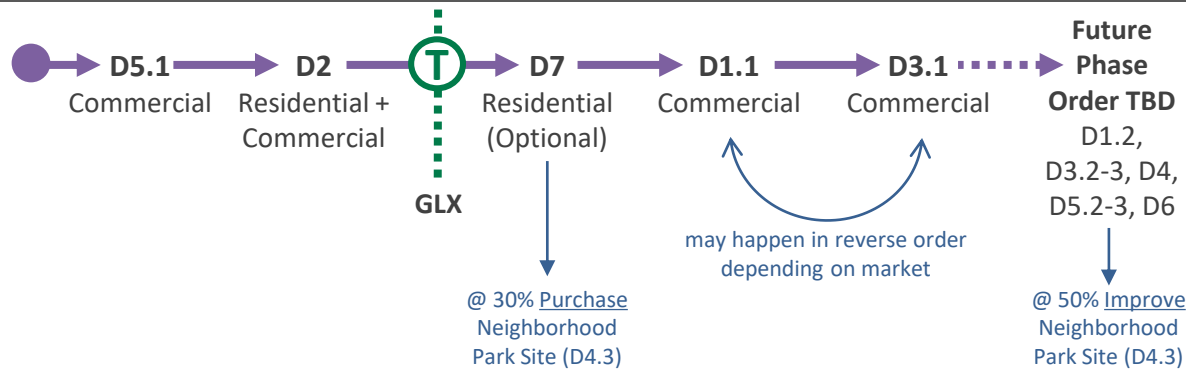 D5.1
Commercial
D2
Residential +
Commercial
T
GLX
D7
Residential
(Optional)
@ 30% Purchase
Neighborhood
Park Site (D4.3)
D1.1
Commercial
D3.1
Commercial
may happen in reverse order
depending on market
Future
Phase
Order TBD
D1.2,
D3.2-3, D4,
D5.2-3, D6
@ 50% Improve
Neighborhood
Park Site (D4.3)